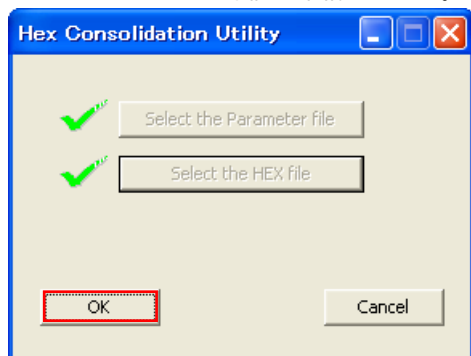 Hex Consolidation Utility
Select the Parameter file
Select the HEX file
OK
Cancel